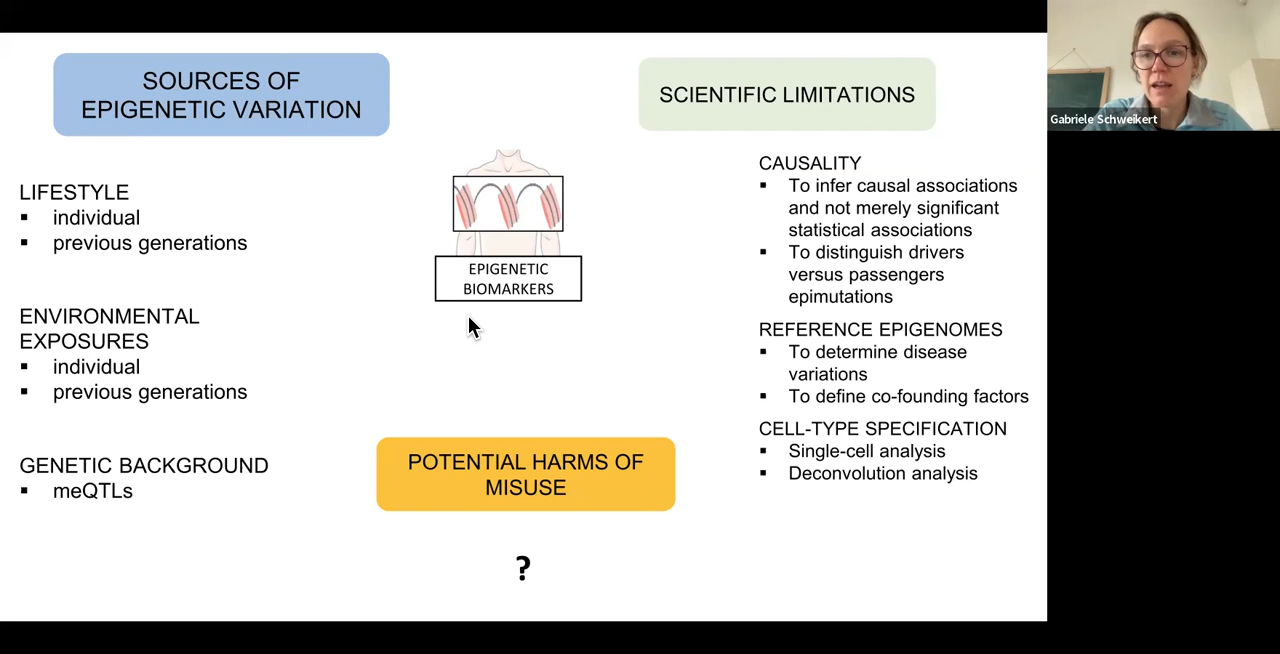 SOURCES OF
EPIGENETIC VARIATION
LIFESTYLE
▪ individual
▪ previous generations
ENVIRONMENTAL
EXPOSURES
▪ individual
▪ previous generations
GENETIC BACKGROUND
▪ meQTLs
EPIGENETIC
BIOMARKERS
POTENTIAL HARMS OF
MISUSE
?
SCIENTIFIC LIMITATIONS
CAUSALITY
▪ To infer causal associations
and not merely significant
statistical associations
▪ To distinguish drivers
versus passengers
epimutations
REFERENCE EPIGENOMES
▪ To determine disease
variations
▪ To define co-founding factors
CELL-TYPE SPECIFICATION
▪ Single-cell analysis
▪ Deconvolution analysis
Gabriele Schweikert